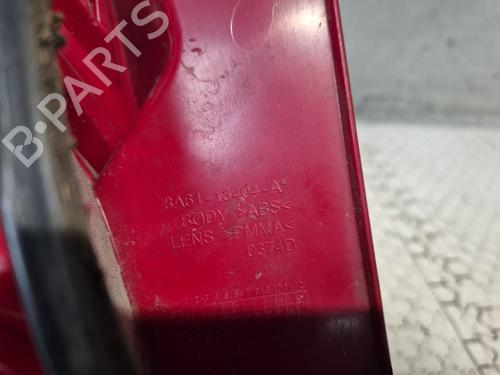 B-PARTS
8A61-13404-A*
BODY >ABS<
LENS >PMMA<
0374D